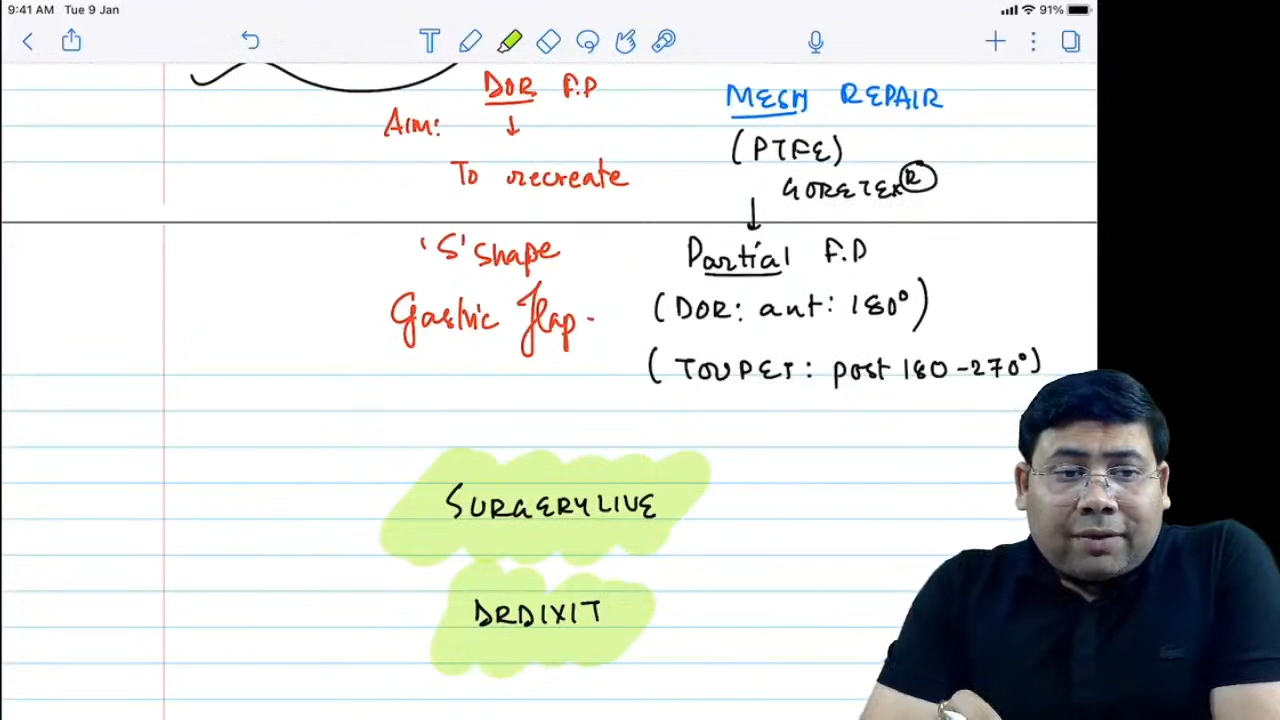 9:41 AM Tue 9 Jan
91%
DOR F.P
Aim:
↓
To recreate
'S' shape
Gastric Flap.
MESH REPAIR
(PTFE)
GORETEX ®
↓
Partial F.P
(DOR: ant: 180°)
(TOUPET: post 180-270°)
SURGERYLIVE
DRDIXIT